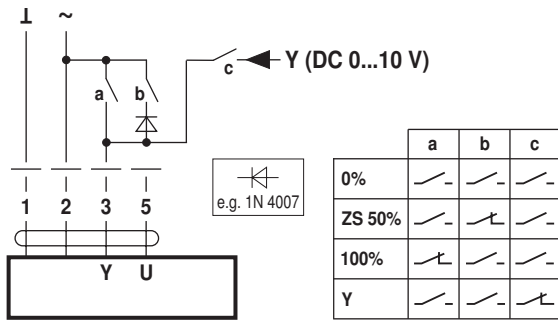 ⊥ ~
a
b
c
Y (DC 0...10 V)
1 2 3 5
Y U
e.g. 1N 4007
a b c
0%
ZS 50%
100%
Y